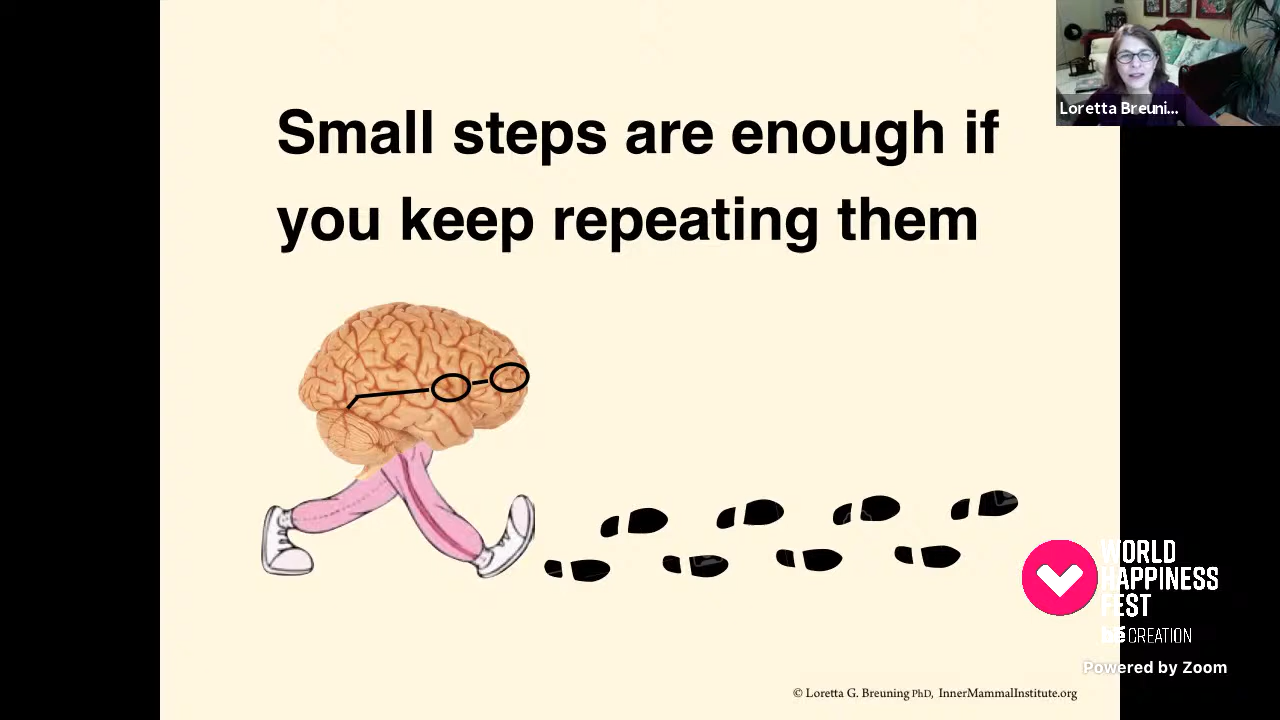 Small steps are enough if
you keep repeating them
Loretta Breuni...
WORLD
HAPPINESS
FEST
bé CREATION
Powered by Zoom
© Loretta G. Breuning PhD, InnerMammalInstitute.org